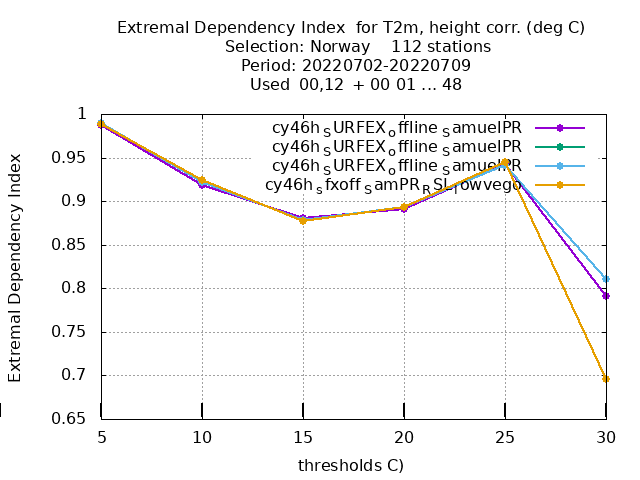 Extremal Dependency Index for T2m, height corr. (deg C)
Selection: Norway 112 stations
Period: 20220702-20220709
Used 00,12 + 00 01 ... 48
Extremal Dependency Index
1
0.95
0.9
0.85
0.8
0.75
0.7
0.65
cy46h_SURFEX_offline_SamuelPR
cy46h_SURFEX_offline_SamuelPR
cy46h_SURFEX_offline_SamuelPR
cy46h_sfxoff_SamPR_RSL_lowveg0
5 10 15 20 25 30
thresholds C)